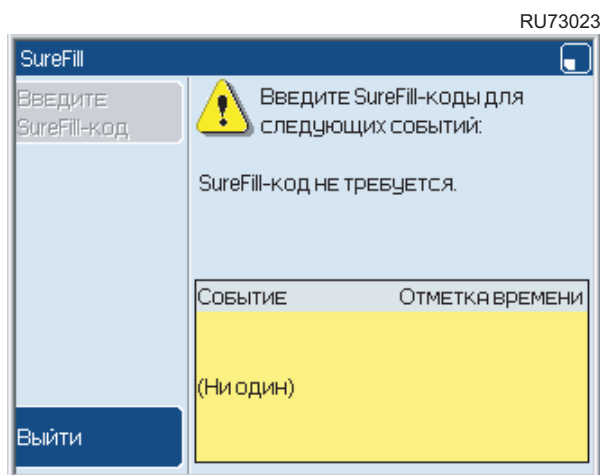 RU73023
SureFill
Введите
SureFill-код
Введите SureFill-коды для
следующих событий:
SureFill-код не требуется.
Событие Отметка времени
(Ни один)
Выйти